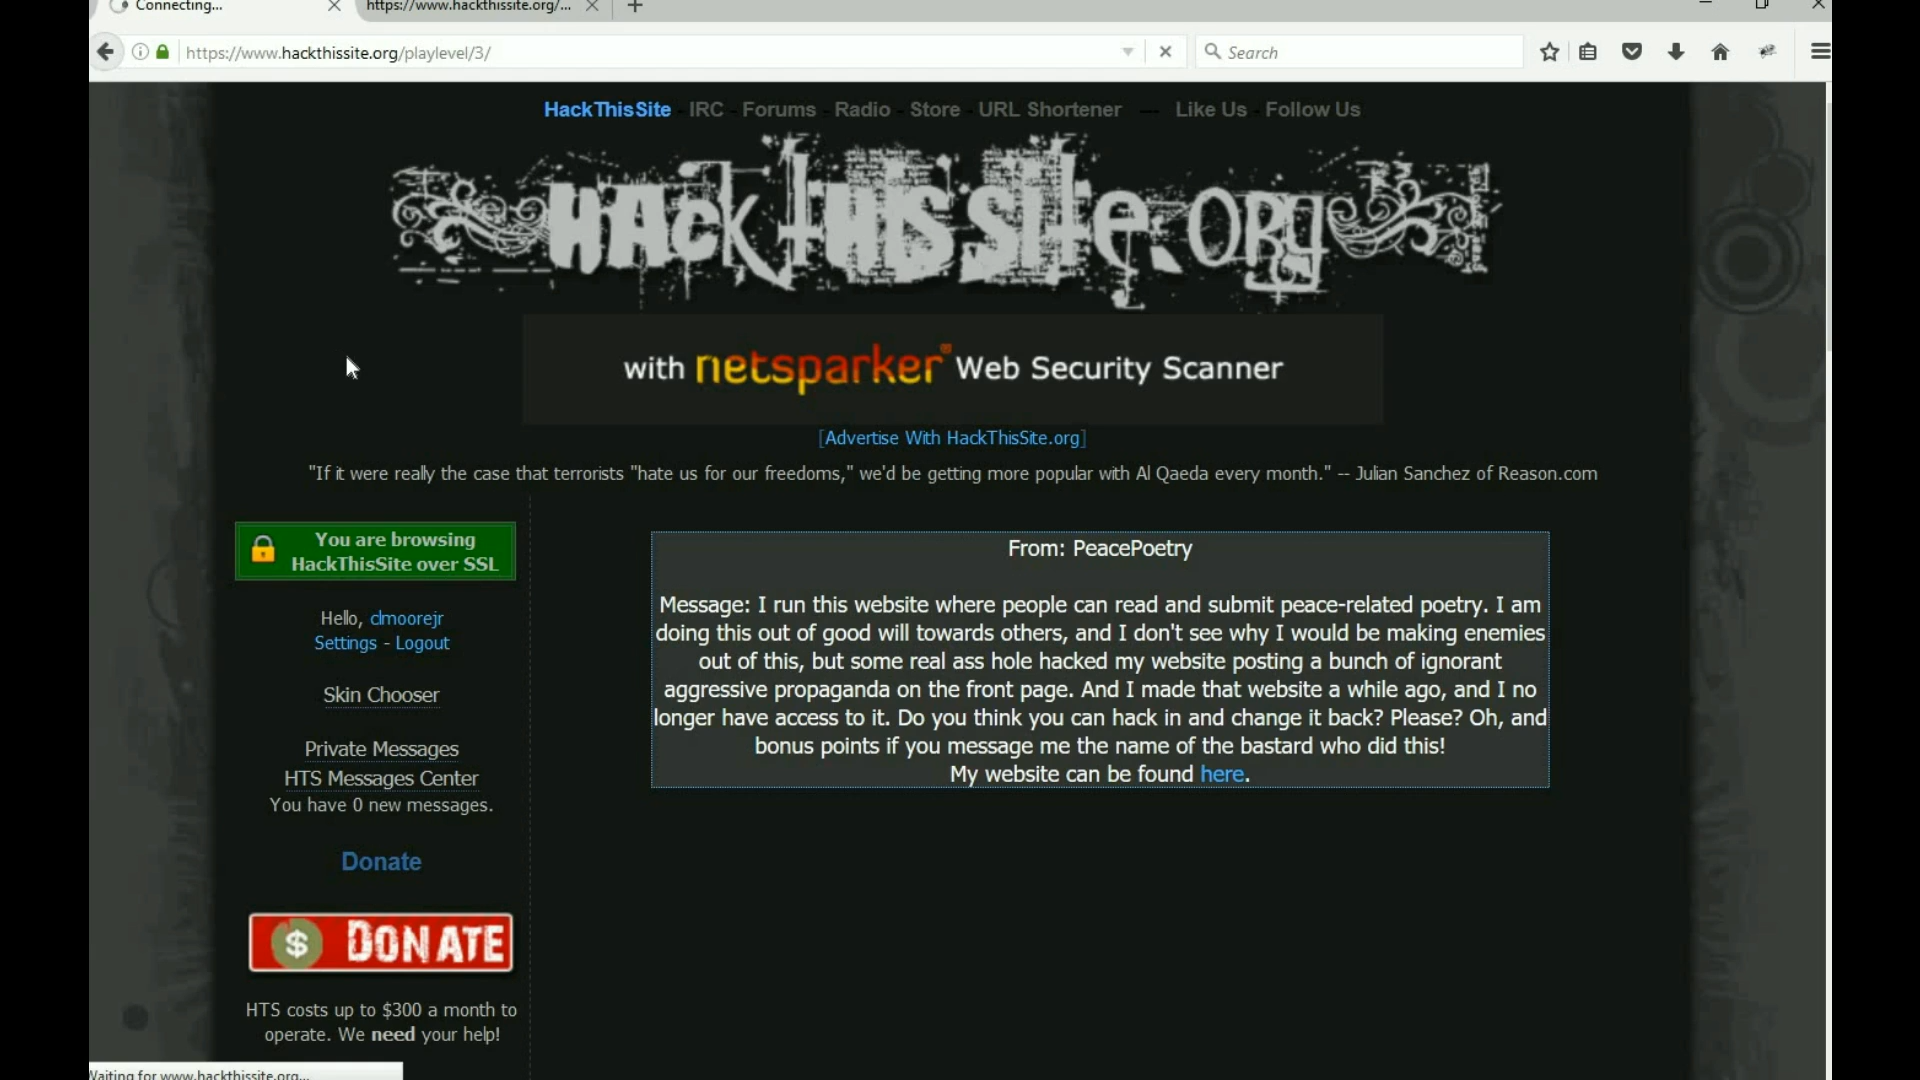 Connecting...
https://www.hackthissite.org/...
https://www.hackthissite.org/playlevel/3/
Search
HackThisSite - IRC - Forums - Radio - Store - URL Shortener --- Like Us - Follow Us
HACK THIS SITE.ORG
with netsparker® Web Security Scanner
[Advertise With HackThisSite.org]
"If it were really the case that terrorists "hate us for our freedoms," we'd be getting more popular with Al Qaeda every month." -- Julian Sanchez of Reason.com
You are browsing
HackThisSite over SSL
Hello, clmoorejr
Settings - Logout
Skin Chooser
Private Messages
HTS Messages Center
You have 0 new messages.
Donate
$ DONATE
HTS costs up to $300 a month to
operate. We need your help!
From: PeacePoetry
Message: I run this website where people can read and submit peace-related poetry. I am
doing this out of good will towards others, and I don't see why I would be making enemies
out of this, but some real ass hole hacked my website posting a bunch of ignorant
aggressive propaganda on the front page. And I made that website a while ago, and I no
longer have access to it. Do you think you can hack in and change it back? Please? Oh, and
bonus points if you message me the name of the bastard who did this!
My website can be found here.
Waiting for www.hackthissite.org...